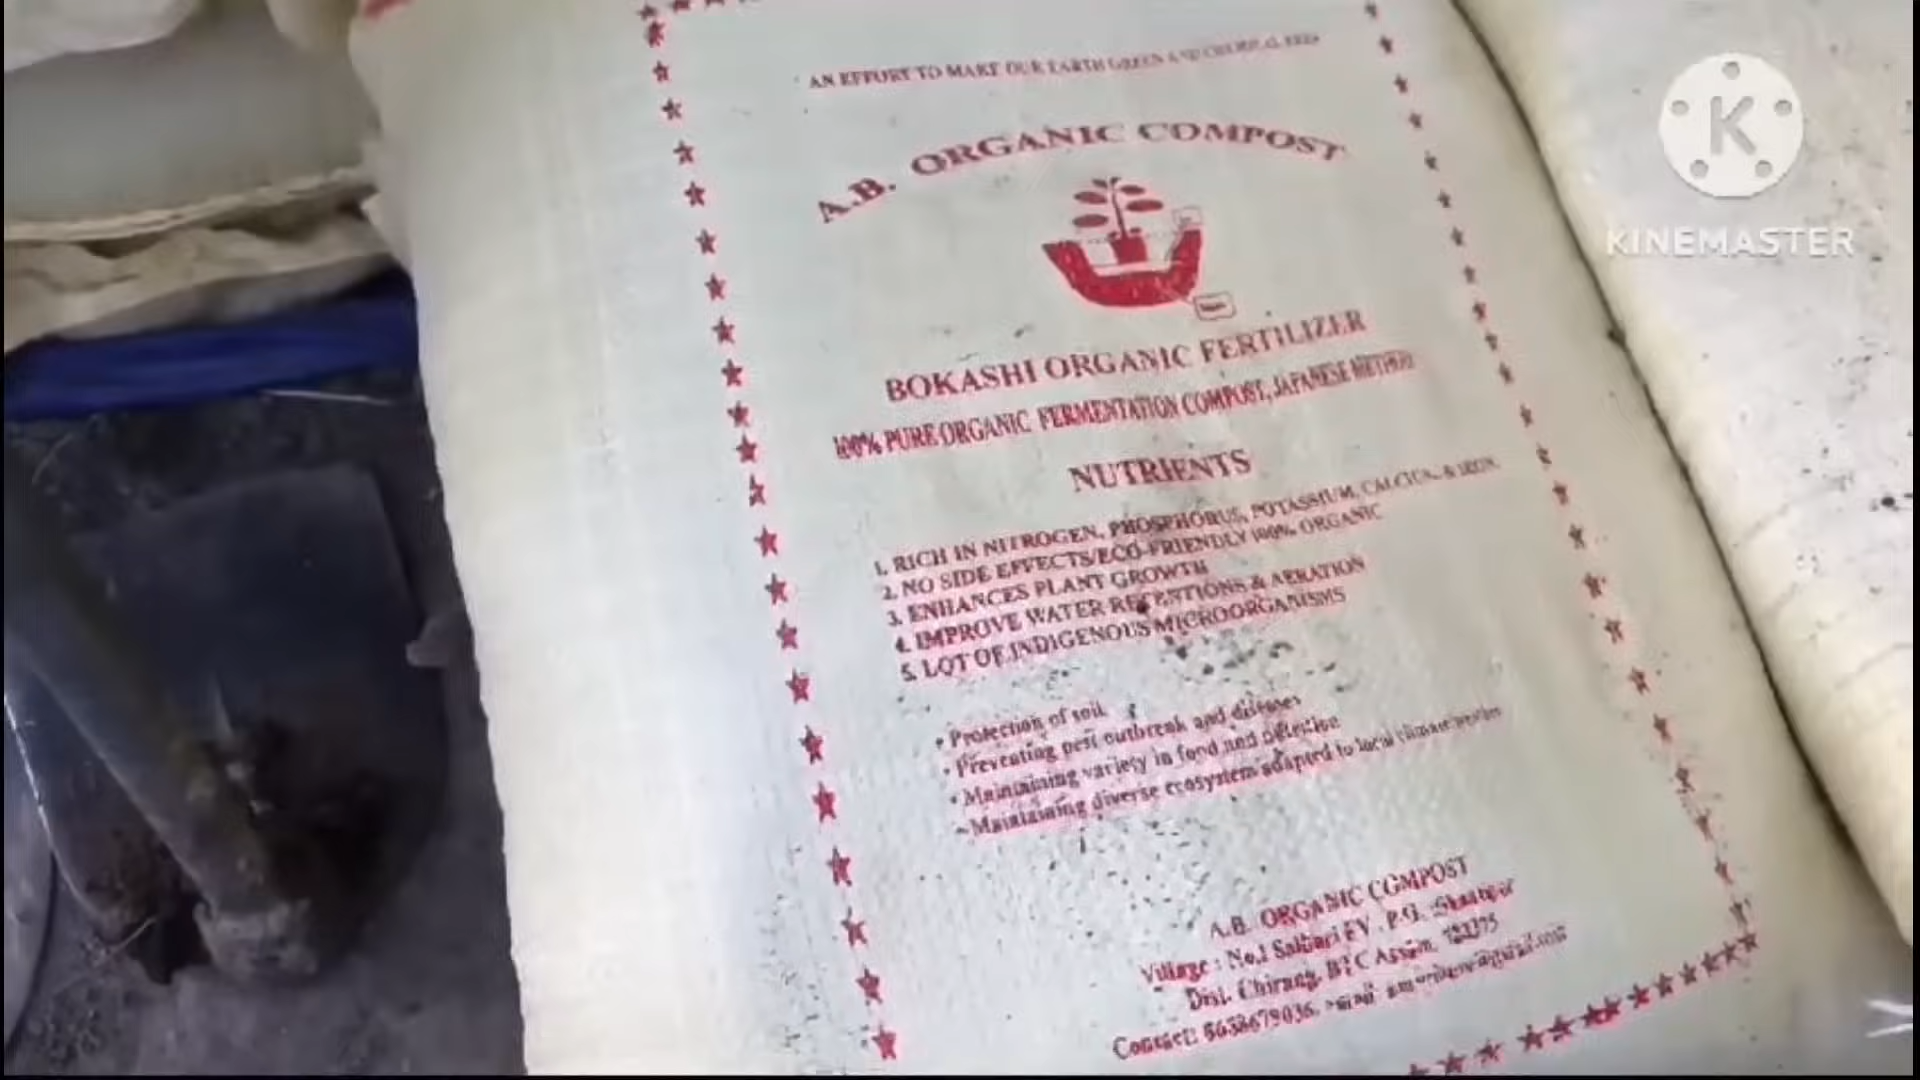 AN EFFORT TO MAKE OUR EARTH GREEN AND CHEMICAL FREE
A.B. ORGANIC COMPOST
BOKASHI ORGANIC FERTILIZER
100% PURE ORGANIC FERMENTATION COMPOST, JAPANESE METHOD
NUTRIENTS
1. RICH IN NITROGEN, PHOSPHORUS, POTASSIUM, CALCIUM, & IRON.
2. NO SIDE EFFECTS/ECO-FRIENDLY 100% ORGANIC
3. ENHANCES PLANT GROWTH
4. IMPROVE WATER RETENTIONS & AERATION
5. LOT OF INDIGENOUS MICROORGANISMS
• Protection of soil
• Preventing pest outbreak and diseases
• Maintaining variety in food and
• Maintaining diverse ecosystem adapted to local climate
A.B. ORGANIC COMPOST
Village : No.1 Salbari FV, P.O.
Dist. Chirang, BTC Assam,
Contact:
KINEMASTER